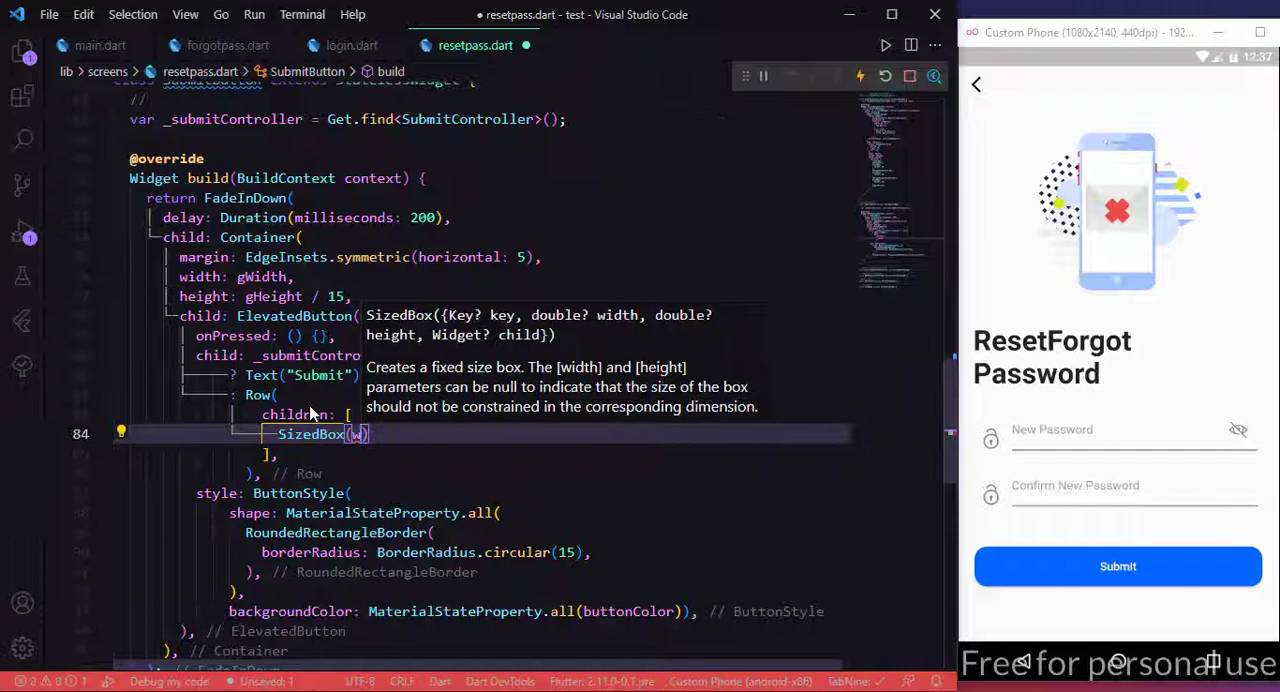 File Edit Selection View Go Run Terminal Help ● resetpass.dart - test - Visual Studio Code
main.dart forgotpass.dart login.dart resetpass.dart
lib > screens > resetpass.dart > SubmitButton > build
//
var _submitController = Get.find<SubmitController>();
@override
Widget build(BuildContext context) {
return FadeInDown(
delay: Duration(milliseconds: 200),
child: Container(
margin: EdgeInsets.symmetric(horizontal: 5),
width: gWidth,
height: gHeight / 15,
child: ElevatedButton(
onPressed: () {},
child: _submitContro
? Text("Submit")
: Row(
children: [
84 SizedBox(w)
],
), // Row
style: ButtonStyle(
shape: MaterialStateProperty.all(
RoundedRectangleBorder(
borderRadius: BorderRadius.circular(15),
), // RoundedRectangleBorder
),
backgroundColor: MaterialStateProperty.all(buttonColor)), // ButtonStyle
), // ElevatedButton
), // Container
); // FadeInDown
SizedBox({Key? key, double? width, double?
height, Widget? child})
Creates a fixed size box. The [width] and [height]
parameters can be null to indicate that the size of the box
should not be constrained in the corresponding dimension.
Debug my code Unsaved: 1 UTF-8 CRLF Dart Dart DevTools Flutter: 2.11.0-0.1.pre Custom Phone (android-x86) TabNine: ✓
Custom Phone (1080x2140, 440dpi) - 192...
12:37
ResetForgot
Password
New Password
Confirm New Password
Submit
Free for personal use